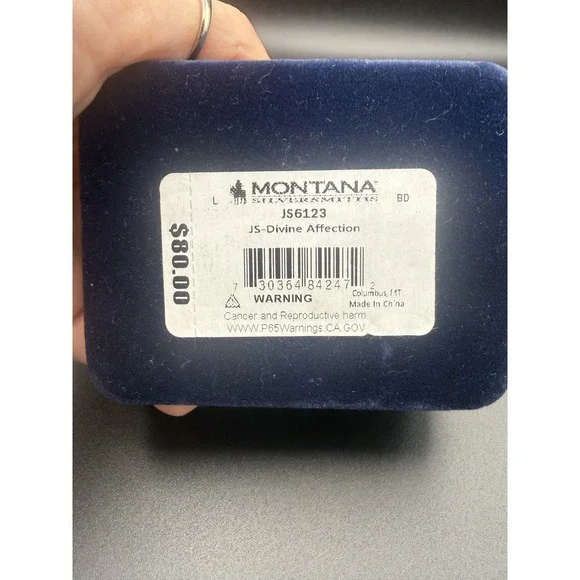 $80.00
MONTANA
L SILVERSMITHS BD
JS6123
JS-Divine Affection
7 30364 84247 2
WARNING
Columbus, MT
Made In China
Cancer and Reproductive harm
WWW.P65Warnings.CA.GOV